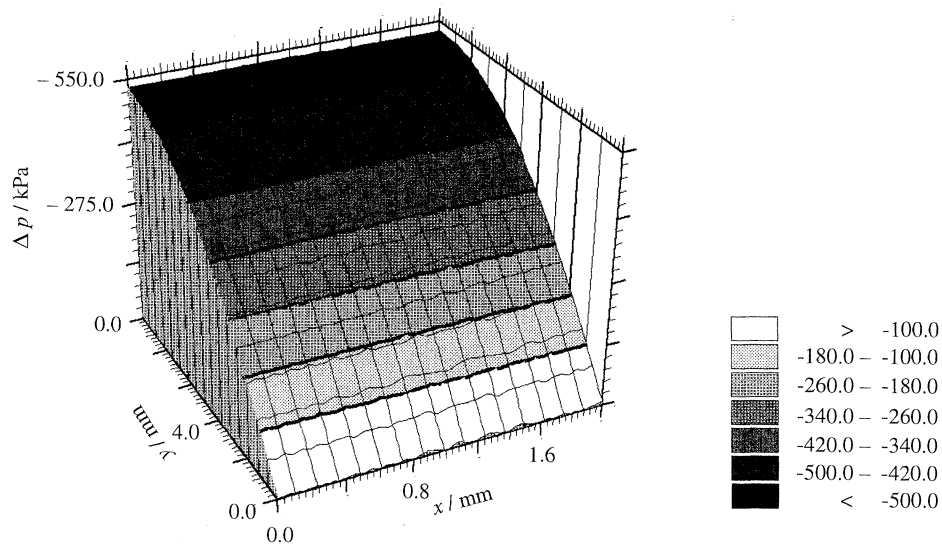 − 550.0
− 275.0
Δ p / kPa
0.0
y / mm
4.0
0.0
0.0
0.8
x / mm
1.6
> -100.0
-180.0 – -100.0
-260.0 – -180.0
-340.0 – -260.0
-420.0 – -340.0
-500.0 – -420.0
< -500.0